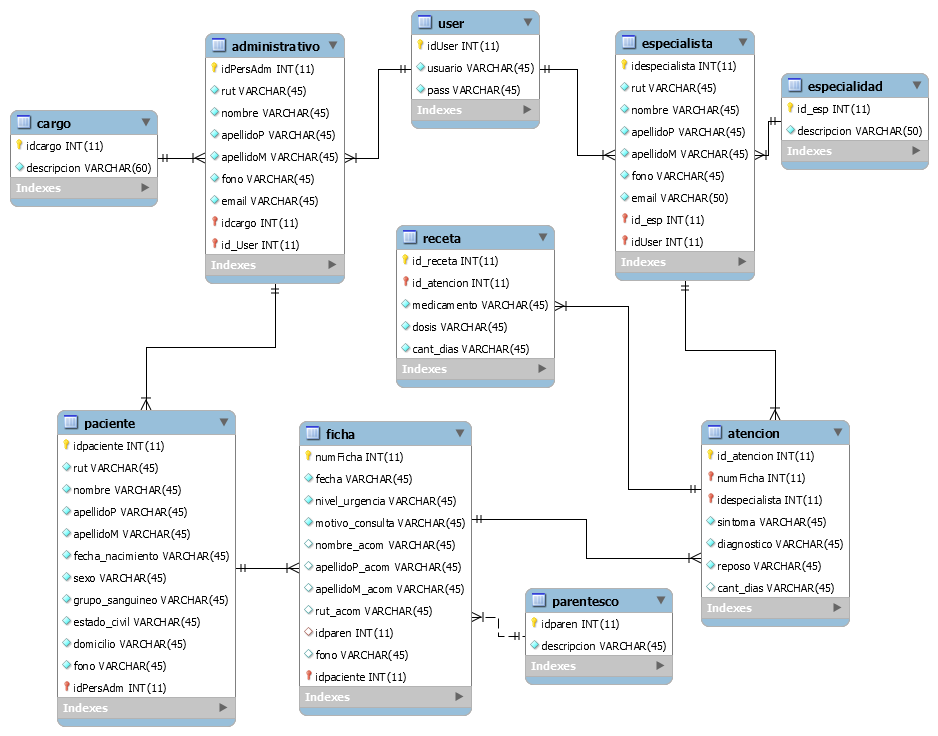 user
idUser INT(11)
usuario VARCHAR(45)
pass VARCHAR(45)
Indexes
administrativo
idPersAdm INT(11)
rut VARCHAR(45)
nombre VARCHAR(45)
apellidoP VARCHAR(45)
apellidoM VARCHAR(45)
fono VARCHAR(45)
email VARCHAR(45)
idcargo INT(11)
id_User INT(11)
Indexes
especialista
idespecialista INT(11)
rut VARCHAR(45)
nombre VARCHAR(45)
apellidoP VARCHAR(45)
apellidoM VARCHAR(45)
fono VARCHAR(45)
email VARCHAR(50)
id_esp INT(11)
idUser INT(11)
Indexes
especialidad
id_esp INT(11)
descripcion VARCHAR(50)
Indexes
cargo
idcargo INT(11)
descripcion VARCHAR(60)
Indexes
receta
id_receta INT(11)
id_atencion INT(11)
medicamento VARCHAR(45)
dosis VARCHAR(45)
cant_dias VARCHAR(45)
Indexes
paciente
idpaciente INT(11)
rut VARCHAR(45)
nombre VARCHAR(45)
apellidoP VARCHAR(45)
apellidoM VARCHAR(45)
fecha_nacimiento VARCHAR(45)
sexo VARCHAR(45)
grupo_sanguineo VARCHAR(45)
estado_civil VARCHAR(45)
domicilio VARCHAR(45)
fono VARCHAR(45)
idPersAdm INT(11)
Indexes
ficha
numFicha INT(11)
fecha VARCHAR(45)
nivel_urgencia VARCHAR(45)
motivo_consulta VARCHAR(45)
nombre_acom VARCHAR(45)
apellidoP_acom VARCHAR(45)
apellidoM_acom VARCHAR(45)
rut_acom VARCHAR(45)
idparen INT(11)
fono VARCHAR(45)
idpaciente INT(11)
Indexes
atencion
id_atencion INT(11)
numFicha INT(11)
idespecialista INT(11)
sintoma VARCHAR(45)
diagnostico VARCHAR(45)
reposo VARCHAR(45)
cant_dias VARCHAR(45)
Indexes
parentesco
idparen INT(11)
descripcion VARCHAR(45)
Indexes